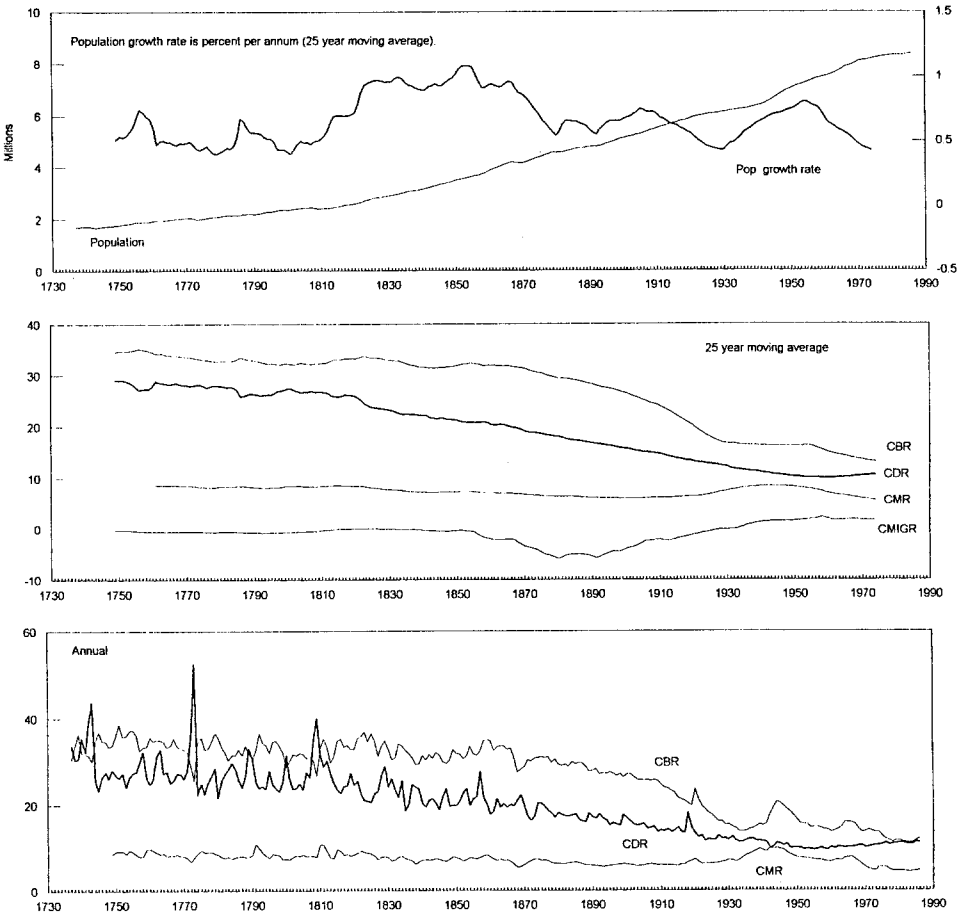 Population growth rate is percent per annum (25 year moving average).
Millions
10
8
6
4
2
0
1.5
1
0.5
0
-0.5
Pop growth rate
Population
1730 1750 1770 1790 1810 1830 1850 1870 1890 1910 1930 1950 1970 1990
40
30
20
10
0
-10
25 year moving average
CBR
CDR
CMR
CMIGR
1730 1750 1770 1790 1810 1830 1850 1870 1890 1910 1930 1950 1970 1990
60
40
20
0
Annual
CBR
CDR
CMR
1730 1750 1770 1790 1810 1830 1850 1870 1890 1910 1930 1950 1970 1990